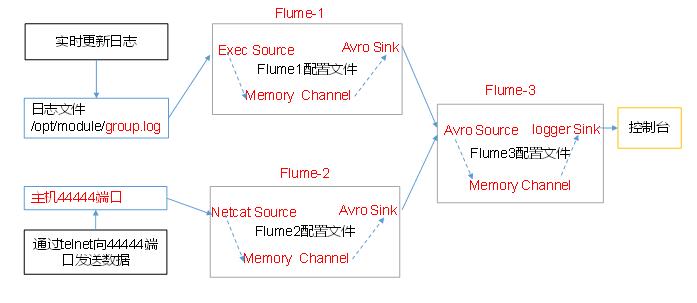 Flume-1
实时更新日志
Exec Source
Avro Sink
Flume1配置文件
Memory Channel
日志文件
/opt/module/group.log
Flume-3
Avro Source
logger Sink
Flume3配置文件
Memory Channel
控制台
Flume-2
主机44444端口
Netcat Source
Avro Sink
Flume2配置文件
Memory Channel
通过telnet向44444端
口发送数据